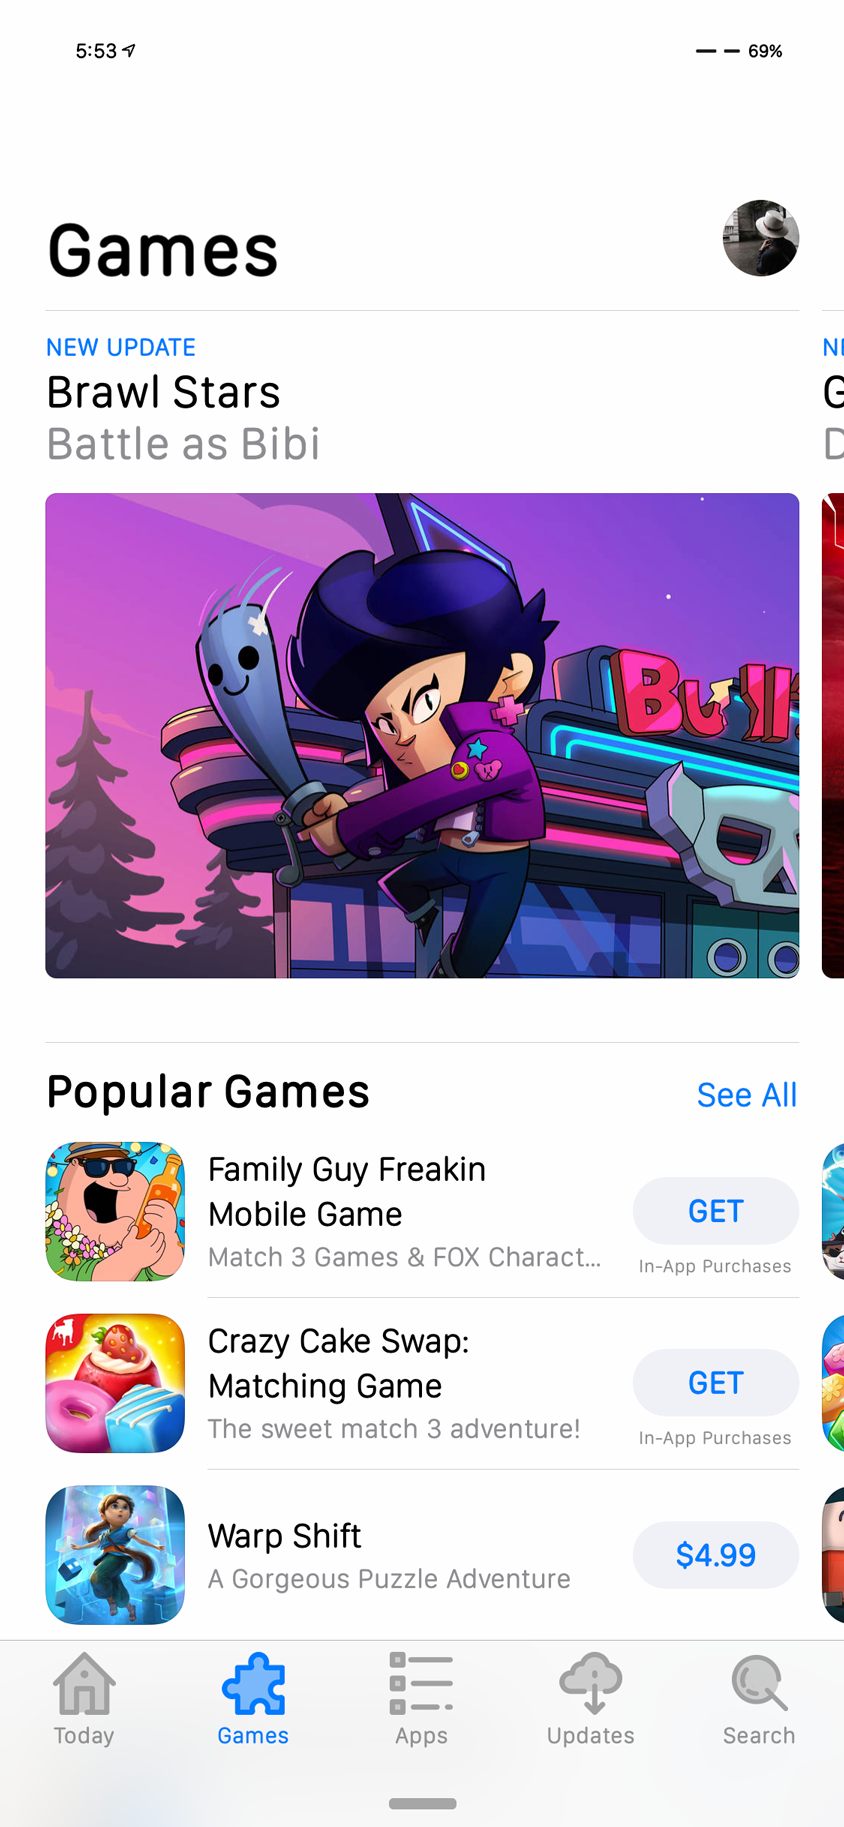 5:53
69%
Games
NEW UPDATE
Brawl Stars
Battle as Bibi
Popular Games
See All
Family Guy Freakin
Mobile Game
Match 3 Games & FOX Charact...
GET
In-App Purchases
Crazy Cake Swap:
Matching Game
The sweet match 3 adventure!
GET
In-App Purchases
Warp Shift
A Gorgeous Puzzle Adventure
$4.99
Today
Games
Apps
Updates
Search